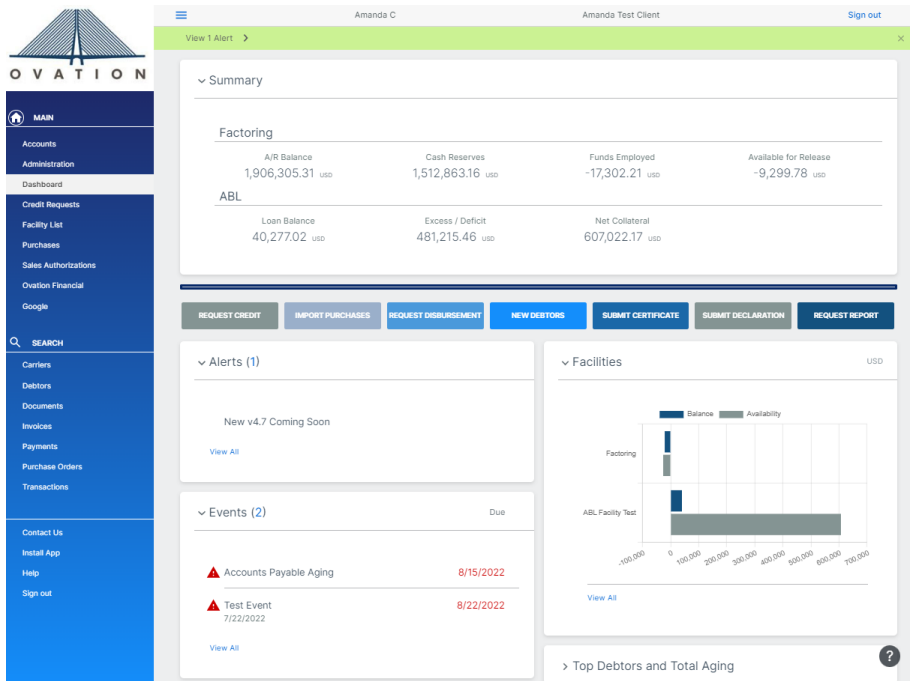 OVATION
MAIN
Accounts
Administration
Dashboard
Credit Requests
Facility List
Purchases
Sales Authorizations
Ovation Financial
Google
SEARCH
Carriers
Debtors
Documents
Invoices
Payments
Purchase Orders
Transactions
Contact Us
Install App
Help
Sign out
Amanda C Amanda Test Client Sign out
View 1 Alert
Summary
Factoring
A/R Balance Cash Reserves Funds Employed Available for Release
1,906,305.31 USD 1,512,863.16 USD -17,302.21 USD -9,299.78 USD
ABL
Loan Balance Excess / Deficit Net Collateral
40,277.02 USD 481,215.46 USD 607,022.17 USD
REQUEST CREDIT IMPORT PURCHASES REQUEST DISBURSEMENT NEW DEBTORS SUBMIT CERTIFICATE SUBMIT DECLARATION REQUEST REPORT
Alerts (1)
New v4.7 Coming Soon
View All
Events (2) Due
Accounts Payable Aging 8/15/2022
Test Event 8/22/2022
7/22/2022
View All
Facilities USD
Balance Availability
Factoring
ABL Facility Test
-100,000 0 100,000 200,000 300,000 400,000 500,000 600,000 700,000
View All
Top Debtors and Total Aging
?